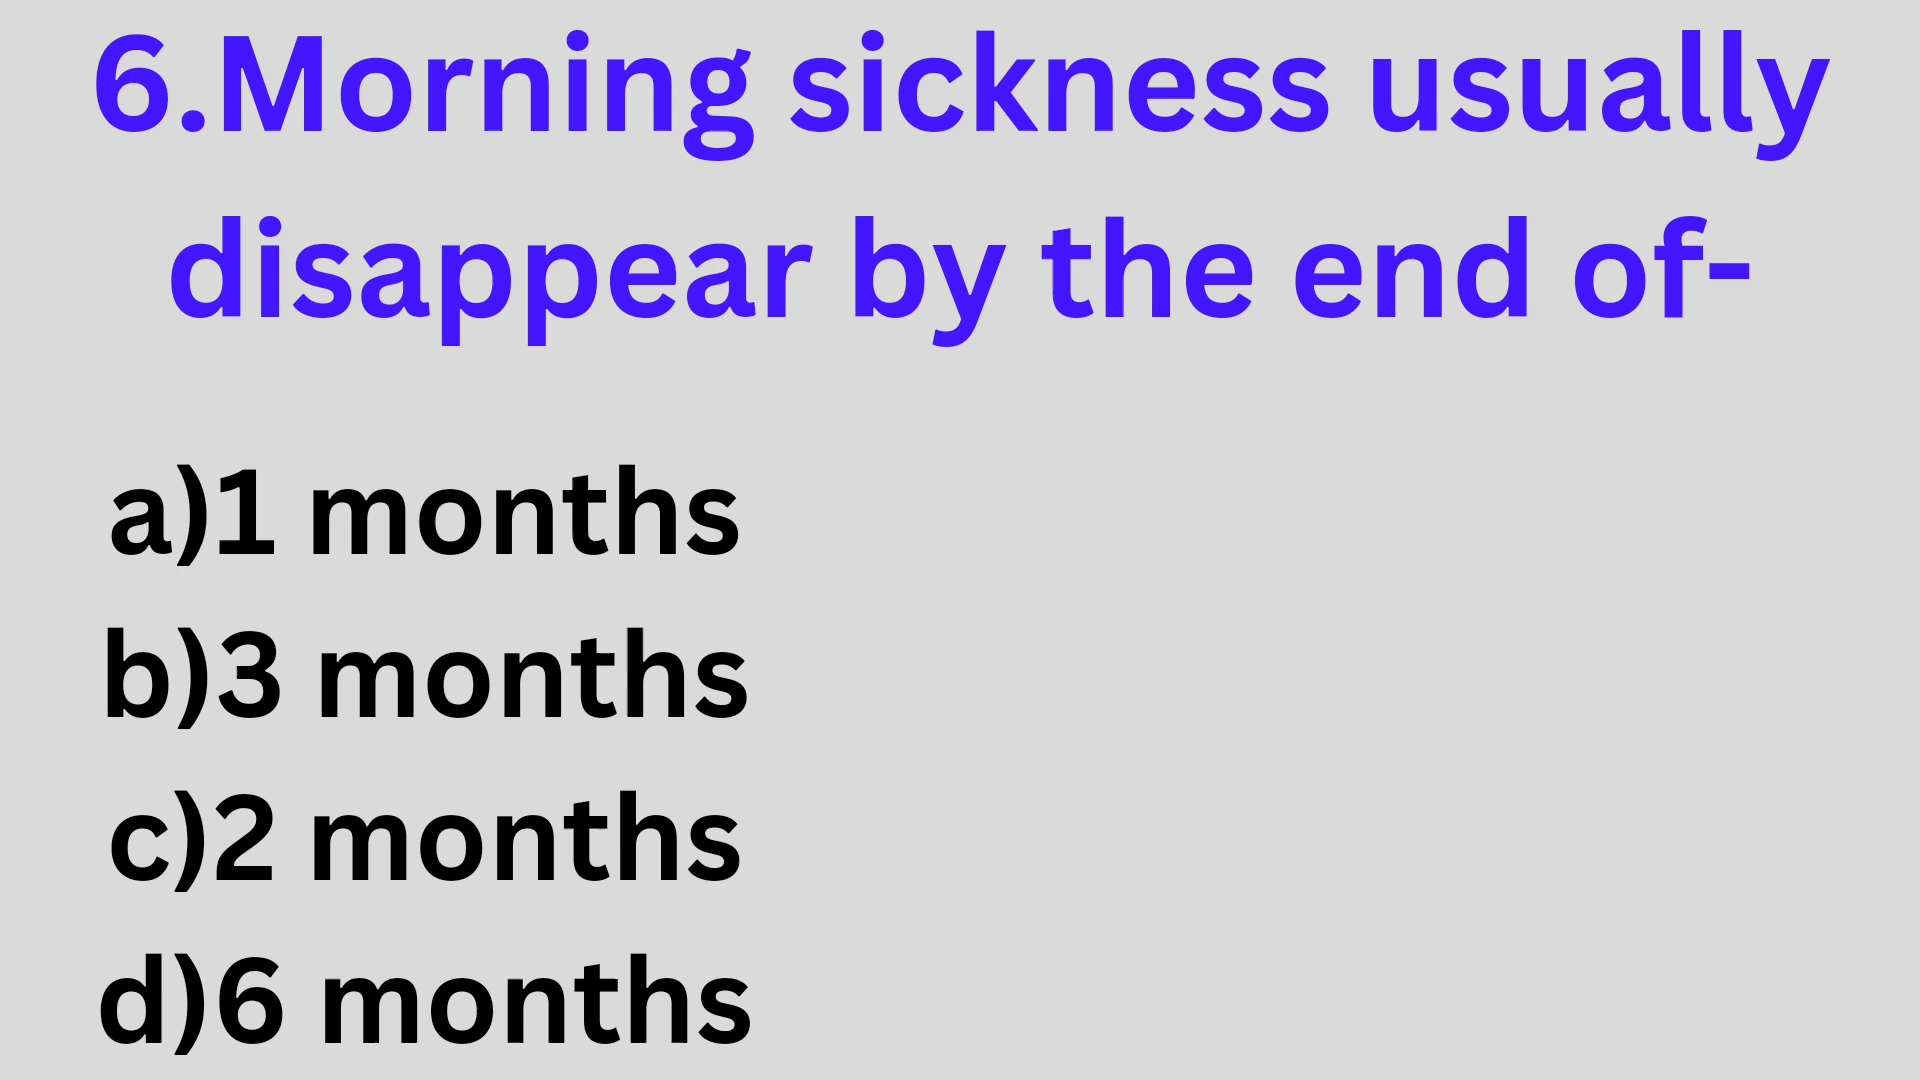 6.Morning sickness usually
disappear by the end of-
a)1 months
b)3 months
c)2 months
d)6 months